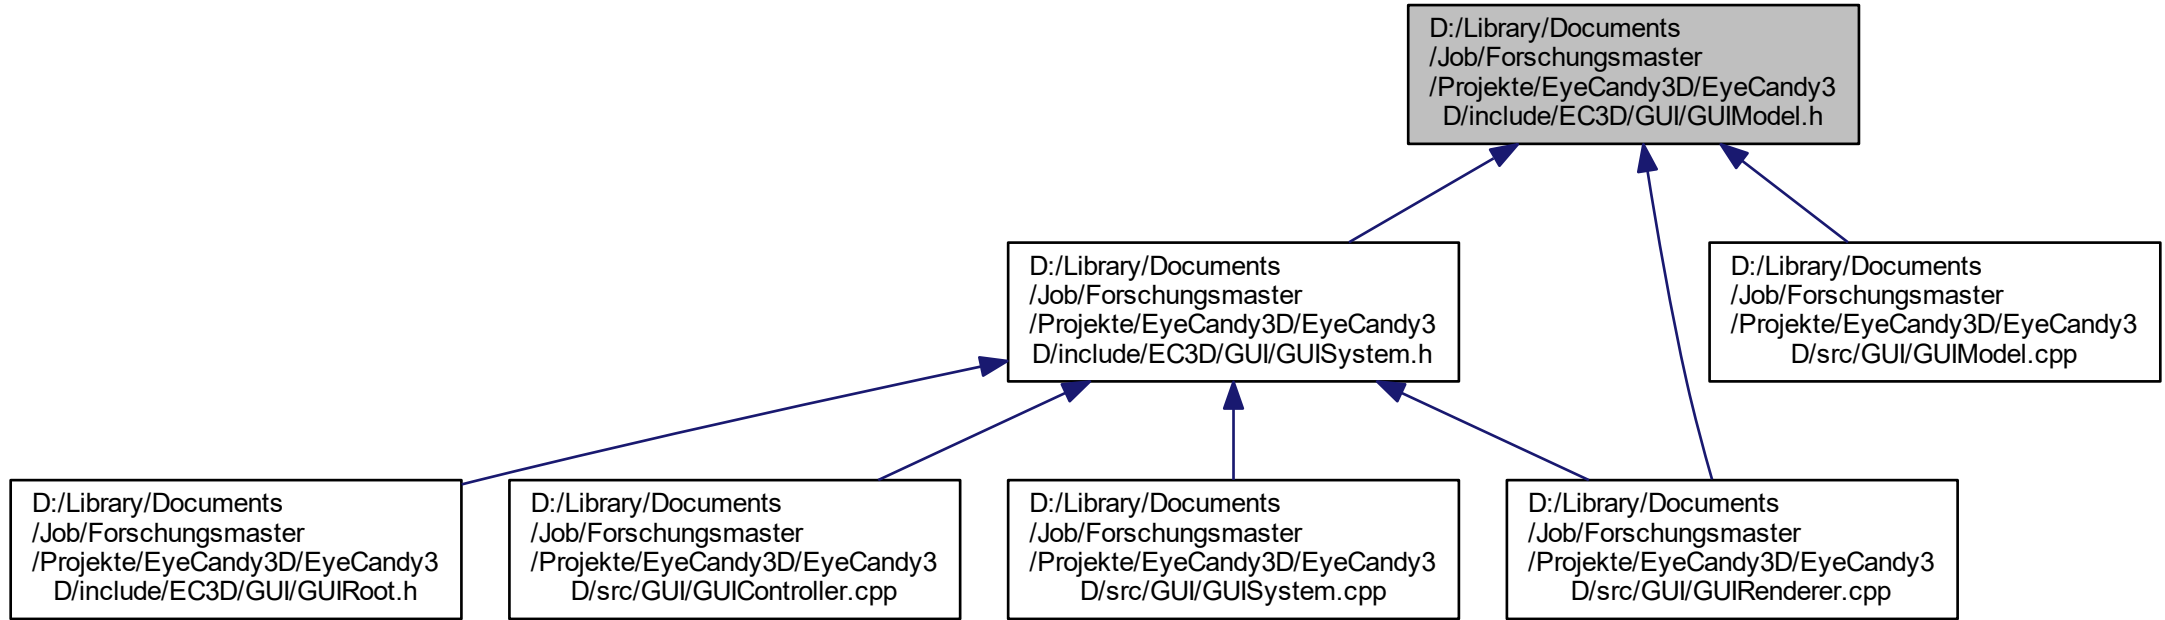 D:/Library/Documents
/Job/Forschungsmaster
/Projekte/EyeCandy3D/EyeCandy3
D/include/EC3D/GUI/GUIModel.h
D:/Library/Documents
/Job/Forschungsmaster
/Projekte/EyeCandy3D/EyeCandy3
D/include/EC3D/GUI/GUISystem.h
D:/Library/Documents
/Job/Forschungsmaster
/Projekte/EyeCandy3D/EyeCandy3
D/src/GUI/GUIModel.cpp
D:/Library/Documents
/Job/Forschungsmaster
/Projekte/EyeCandy3D/EyeCandy3
D/include/EC3D/GUI/GUIRoot.h
D:/Library/Documents
/Job/Forschungsmaster
/Projekte/EyeCandy3D/EyeCandy3
D/src/GUI/GUIController.cpp
D:/Library/Documents
/Job/Forschungsmaster
/Projekte/EyeCandy3D/EyeCandy3
D/src/GUI/GUISystem.cpp
D:/Library/Documents
/Job/Forschungsmaster
/Projekte/EyeCandy3D/EyeCandy3
D/src/GUI/GUIRenderer.cpp